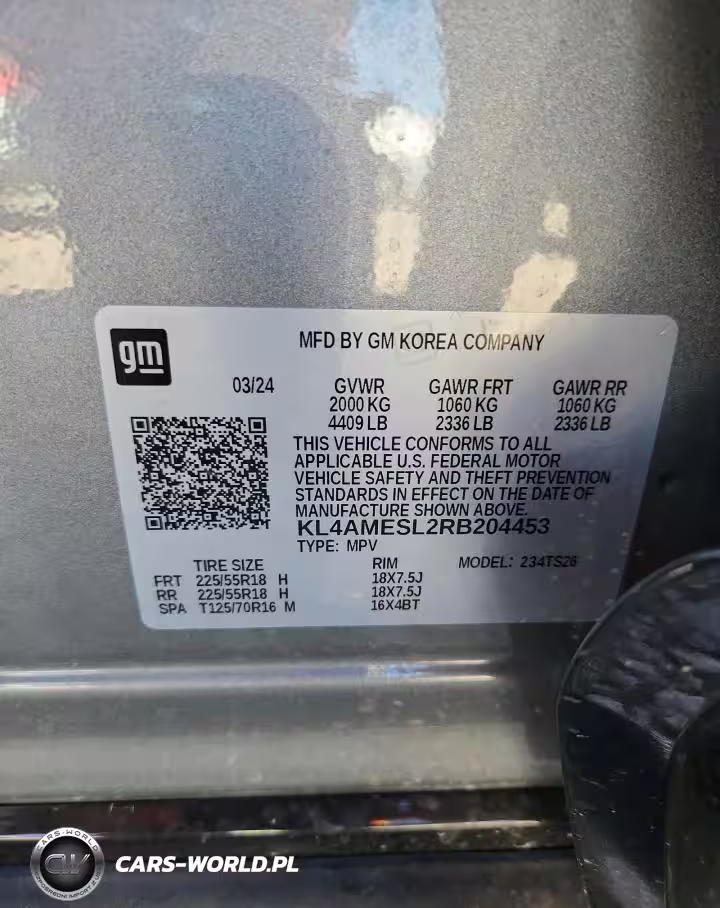 gm
MFD BY GM KOREA COMPANY
03/24 GVWR GAWR FRT GAWR RR
2000 KG 1060 KG 1060 KG
4409 LB 2336 LB 2336 LB
THIS VEHICLE CONFORMS TO ALL
APPLICABLE U.S. FEDERAL MOTOR
VEHICLE SAFETY AND THEFT PREVENTION
STANDARDS IN EFFECT ON THE DATE OF
MANUFACTURE SHOWN ABOVE.
KL4AMESL2RB204453
TYPE: MPV
TIRE SIZE RIM MODEL: 234TS26
FRT 225/55R18 H 18X7.5J
RR 225/55R18 H 18X7.5J
SPA T125/70R16 M 16X4BT
CARS-WORLD
CW
CARS-WORLD.PL